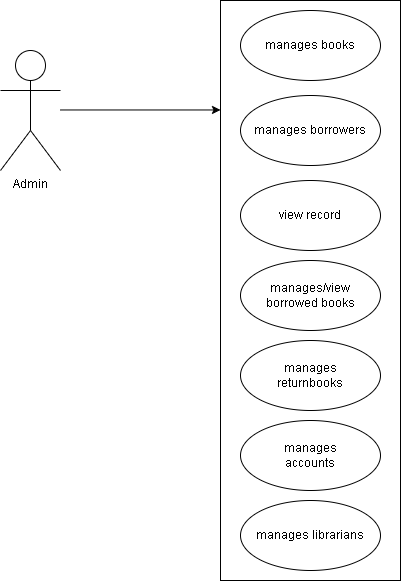 manages books
manages borrowers
Admin
view record
manages/view
borrowed books
manages
returnbooks
manages
accounts
manages librarians